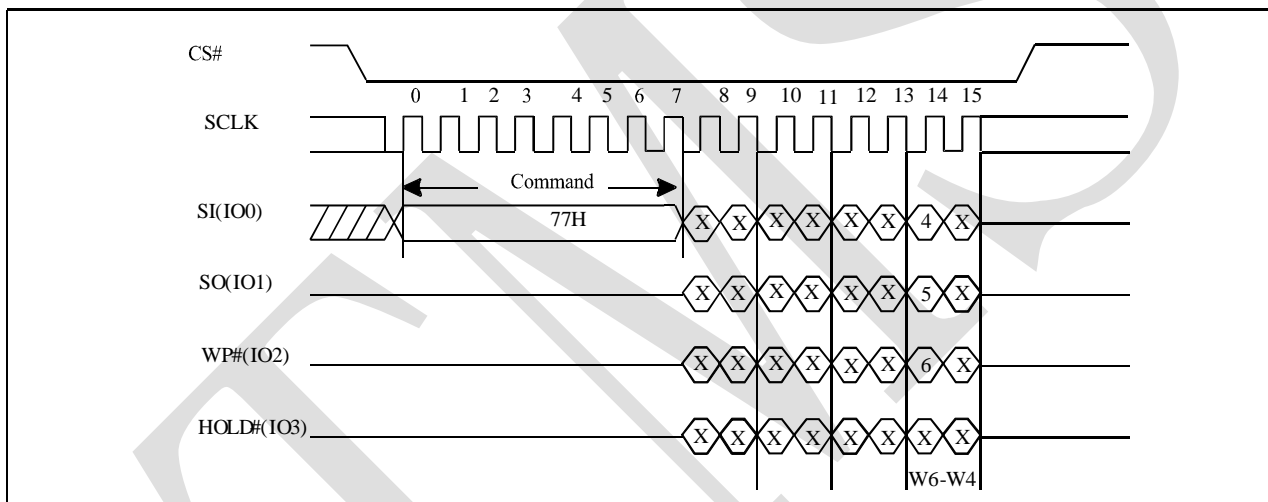 CS#
0 1 2 3 4 5 6 7 8 9 10 11 12 13 14 15
SCLK
Command
SI(IO0) 77H X X X X X X 4 X
SO(IO1) X X X X X X 5 X
WP#(IO2) X X X X X X 6 X
HOLD#(IO3) X X X X X X X X
W6-W4